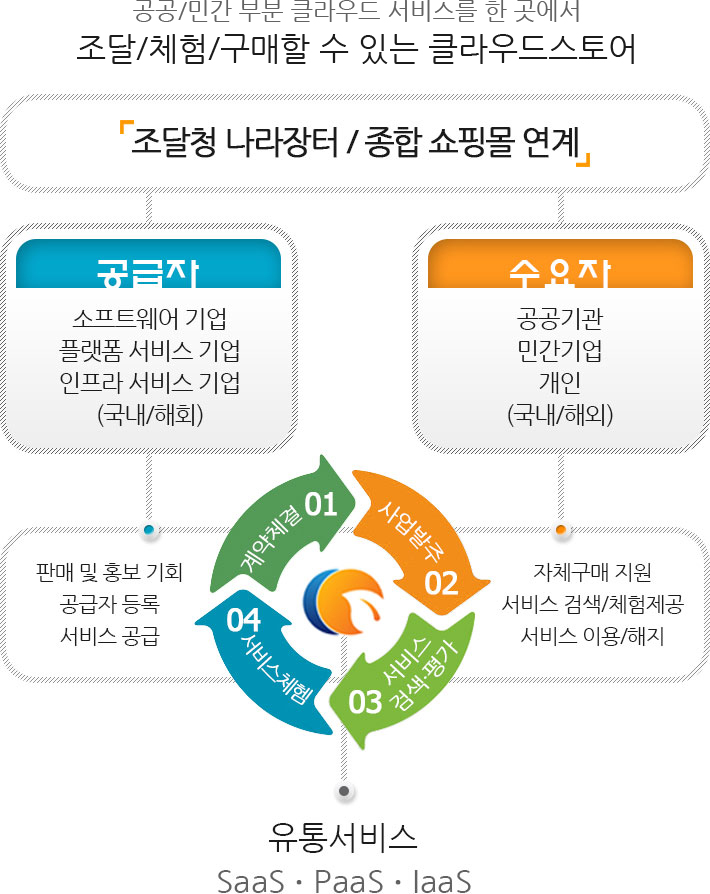 공공/민간 부분 클라우드 서비스를 한 곳에서
조달/체험/구매할 수 있는 클라우드스토어
「조달청 나라장터 / 종합 쇼핑몰 연계」
공급자
소프트웨어 기업
플랫폼 서비스 기업
인프라 서비스 기업
(국내/해회)
수요자
공공기관
민간기업
개인
(국내/해외)
판매 및 홍보 기회
공급자 등록
서비스 공급
계약체결 01
사업발주 02
03 서비스
검색·평가
04 서비스체헴
자체구매 지원
서비스 검색/체험제공
서비스 이용/해지
유통서비스
SaaS · PaaS · IaaS